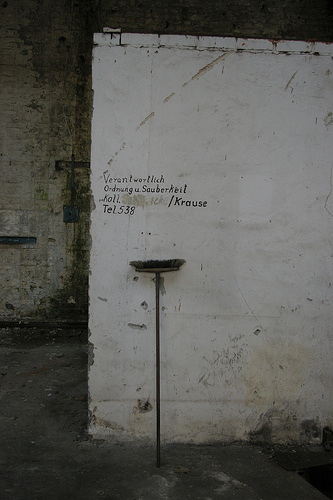 Verantwortlich
Ordnung u. Sauberkeit
Koll. /Krause
Tel. 538